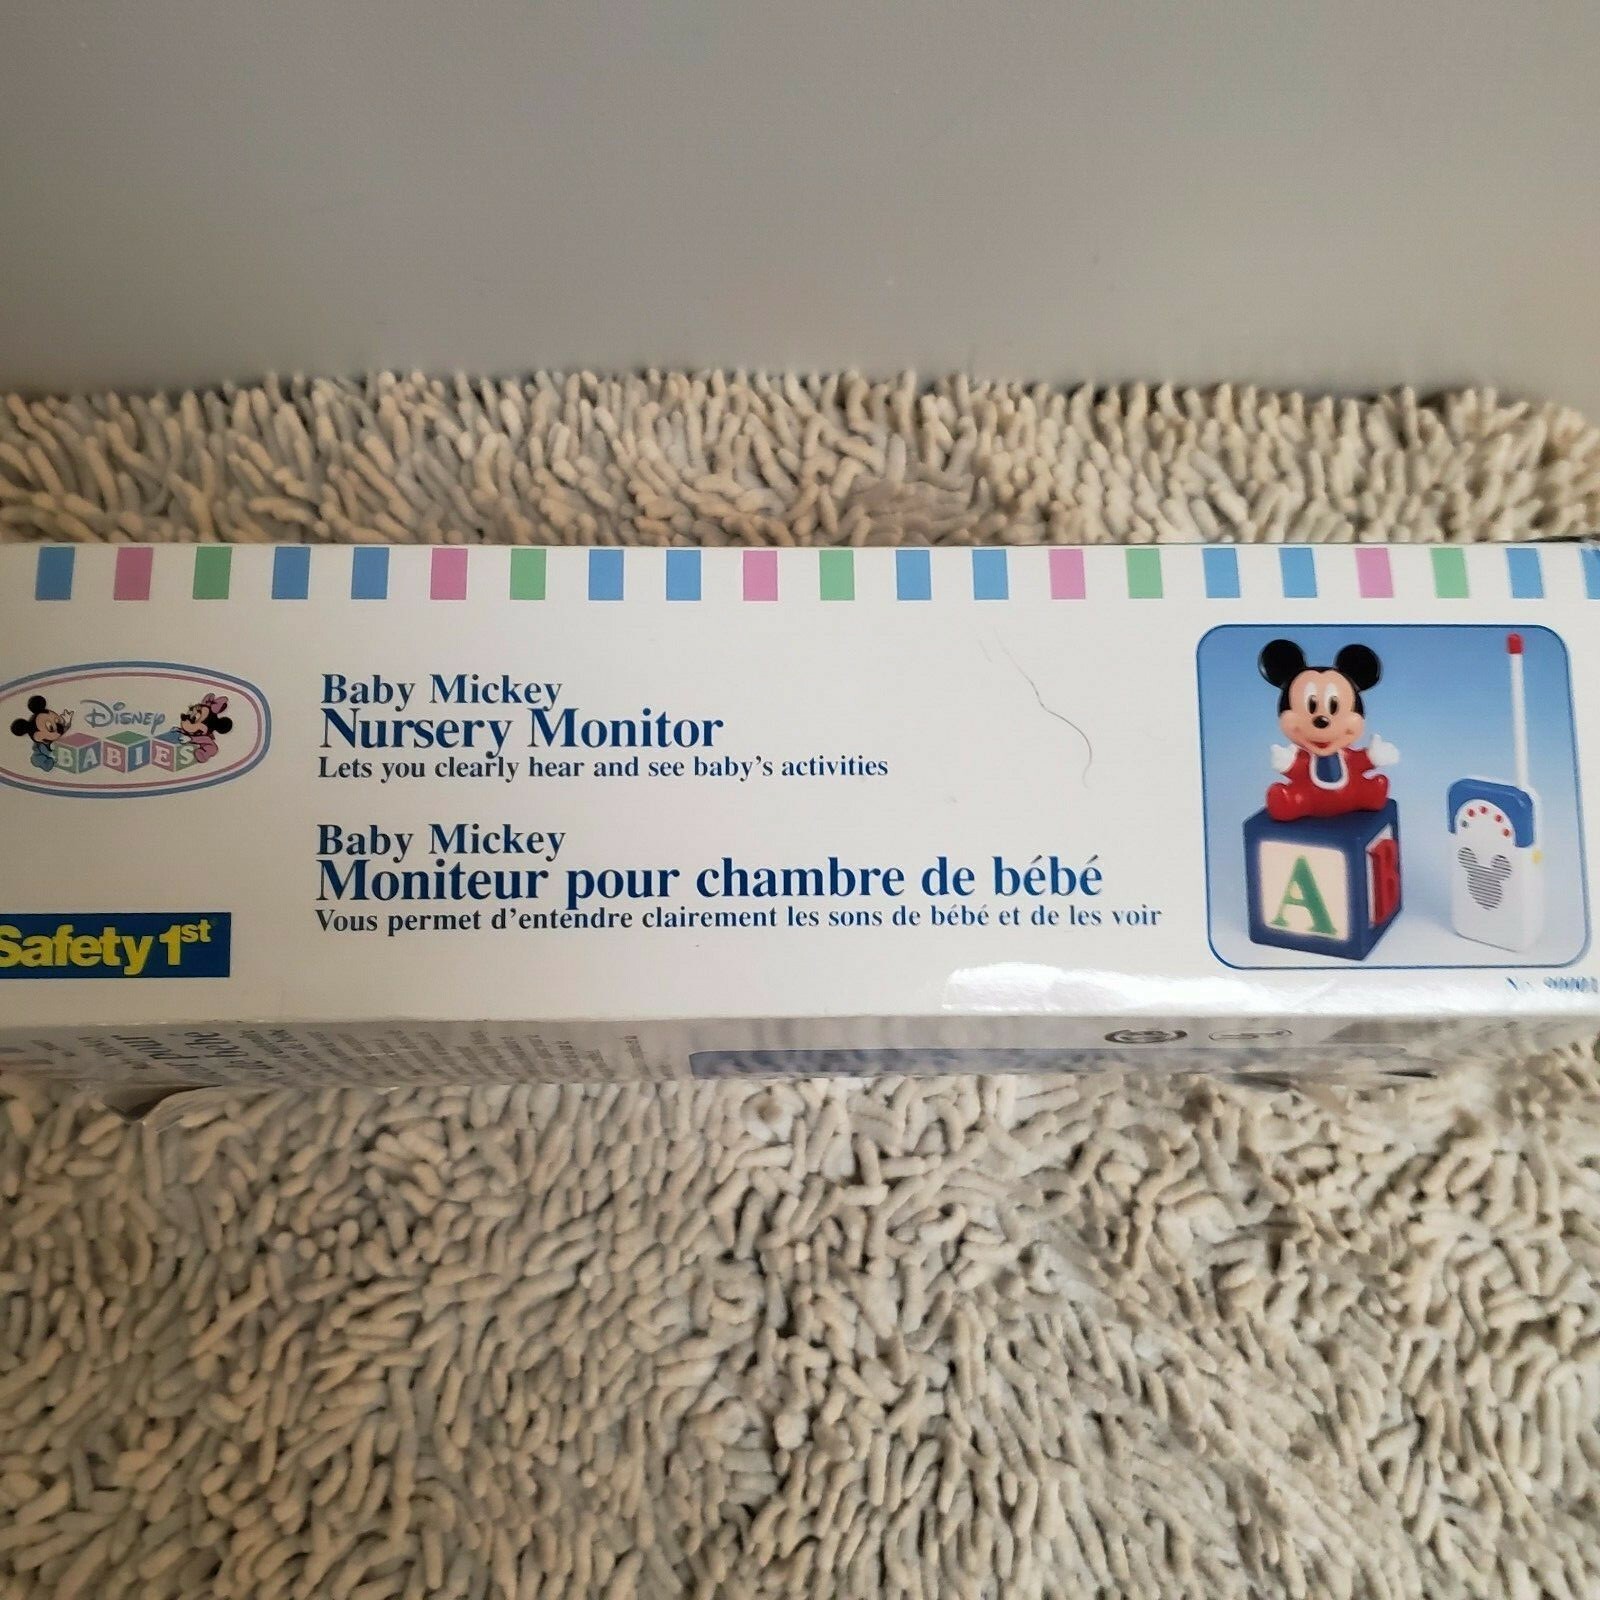 Disney
BABIES
Baby Mickey
Nursery Monitor
Lets you clearly hear and see baby's activities
Baby Mickey
Moniteur pour chambre de bébé
Vous permet d'entendre clairement les sons de bébé et de les voir
Safety 1st
A
B